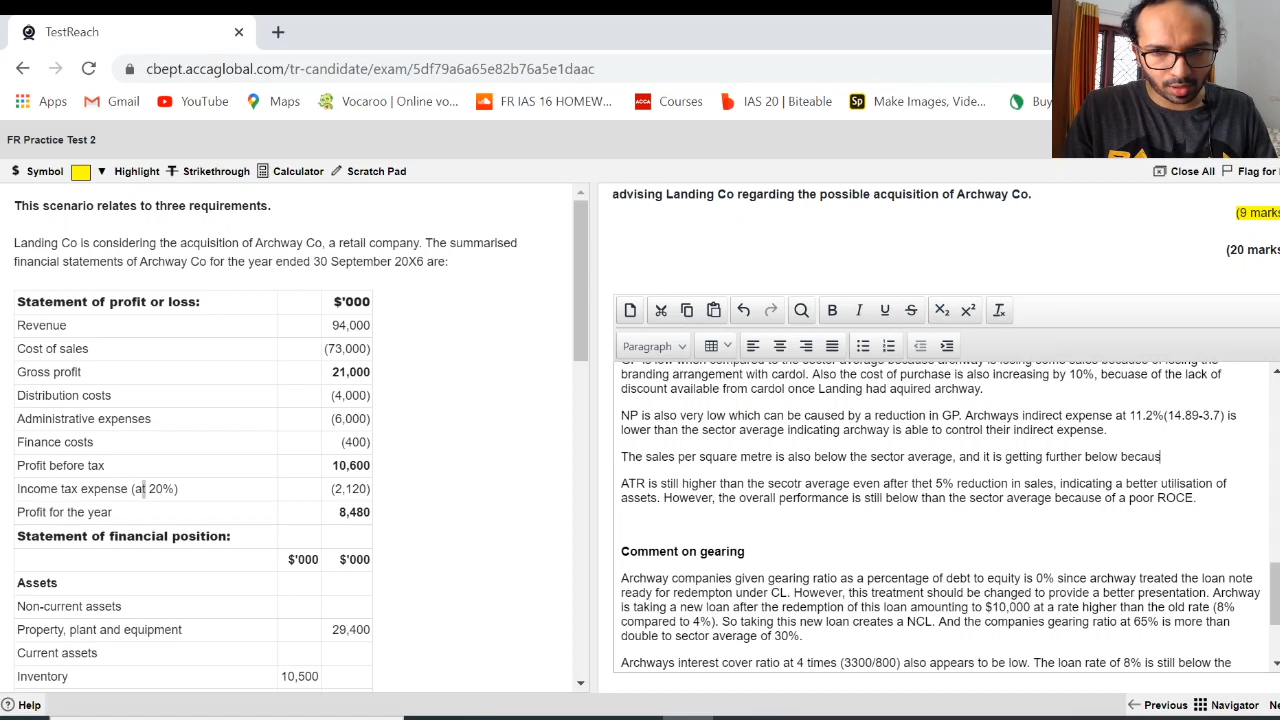 TestReach
cbept.accaglobal.com/tr-candidate/exam/5df79a6a65e82b76a5e1daac
Apps Gmail YouTube Maps Vocaroo | Online vo... FR IAS 16 HOMEW... ACCA Courses IAS 20 | Biteable Sp Make Images, Vide... Buy
FR Practice Test 2
$ Symbol Highlight Strikethrough Calculator Scratch Pad Close All Flag for
This scenario relates to three requirements.
Landing Co is considering the acquisition of Archway Co, a retail company. The summarised
financial statements of Archway Co for the year ended 30 September 20X6 are:
Statement of profit or loss: $'000
Revenue 94,000
Cost of sales (73,000)
Gross profit 21,000
Distribution costs (4,000)
Administrative expenses (6,000)
Finance costs (400)
Profit before tax 10,600
Income tax expense (at 20%) (2,120)
Profit for the year 8,480
Statement of financial position:
$'000 $'000
Assets
Non-current assets
Property, plant and equipment 29,400
Current assets
Inventory 10,500
advising Landing Co regarding the possible acquisition of Archway Co.
(9 marks
(20 marks
B I U S X2 X² Ix
Paragraph
branding arrangement with cardol. Also the cost of purchase is also increasing by 10%, becuase of the lack of
discount available from cardol once Landing had aquired archway.
NP is also very low which can be caused by a reduction in GP. Archways indirect expense at 11.2%(14.89-3.7) is
lower than the sector average indicating archway is able to control their indirect expense.
The sales per square metre is also below the sector average, and it is getting further below becaus
ATR is still higher than the secotr average even after thet 5% reduction in sales, indicating a better utilisation of
assets. However, the overall performance is still below than the sector average because of a poor ROCE.
Comment on gearing
Archway companies given gearing ratio as a percentage of debt to equity is 0% since archway treated the loan note
ready for redempton under CL. However, this treatment should be changed to provide a better presentation. Archway
is taking a new loan after the redemption of this loan amounting to $10,000 at a rate higher than the old rate (8%
compared to 4%). So taking this new loan creates a NCL. And the companies gearing ratio at 65% is more than
double to sector average of 30%.
Archways interest cover ratio at 4 times (3300/800) also appears to be low. The loan rate of 8% is still below the
Help Previous Navigator Ne